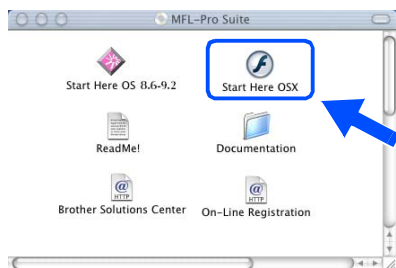 MFL-Pro Suite
Start Here OS 8.6-9.2
Start Here OSX
ReadMe!
Documentation
@
HTTP
@
HTTP
Brother Solutions Center
On-Line Registration